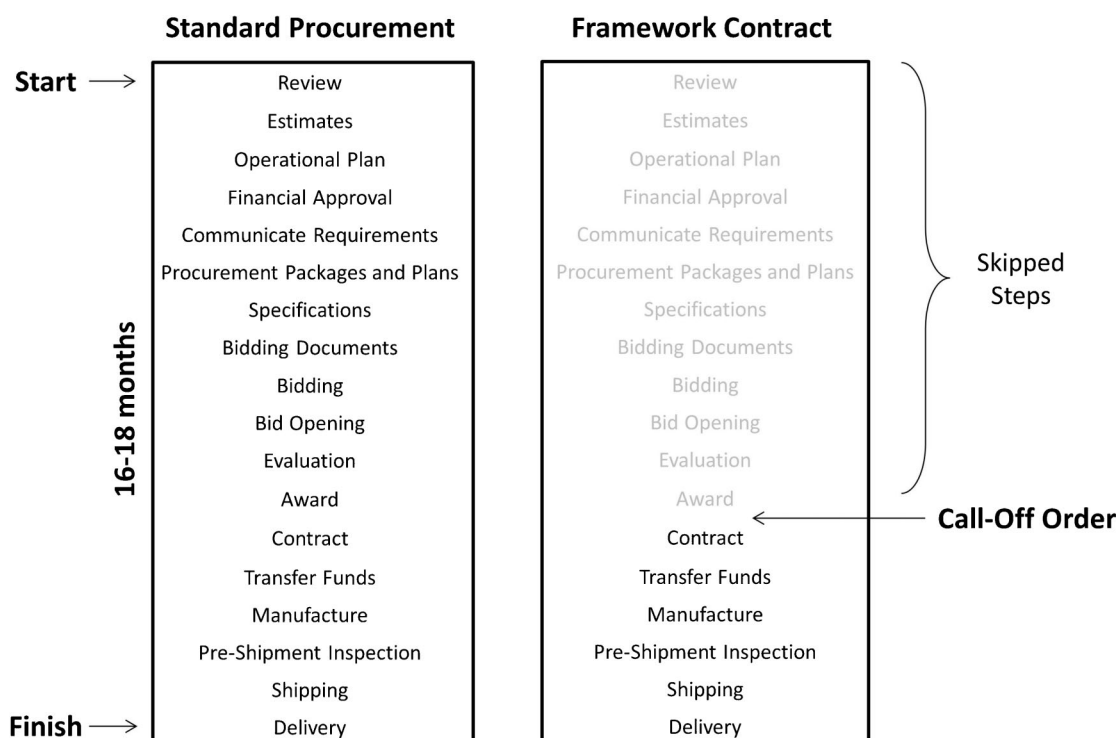 Standard Procurement
Start
Review
Estimates
Operational Plan
Financial Approval
Communicate Requirements
Procurement Packages and Plans
Specifications
Bidding Documents
Bidding
Bid Opening
Evaluation
Award
Contract
Transfer Funds
Manufacture
Pre-Shipment Inspection
Shipping
Delivery
Finish
16-18 months
Framework Contract
Review
Estimates
Operational Plan
Financial Approval
Communicate Requirements
Procurement Packages and Plans
Specifications
Bidding Documents
Bidding
Bid Opening
Evaluation
Award
Contract
Transfer Funds
Manufacture
Pre-Shipment Inspection
Shipping
Delivery
Skipped
Steps
Call-Off Order